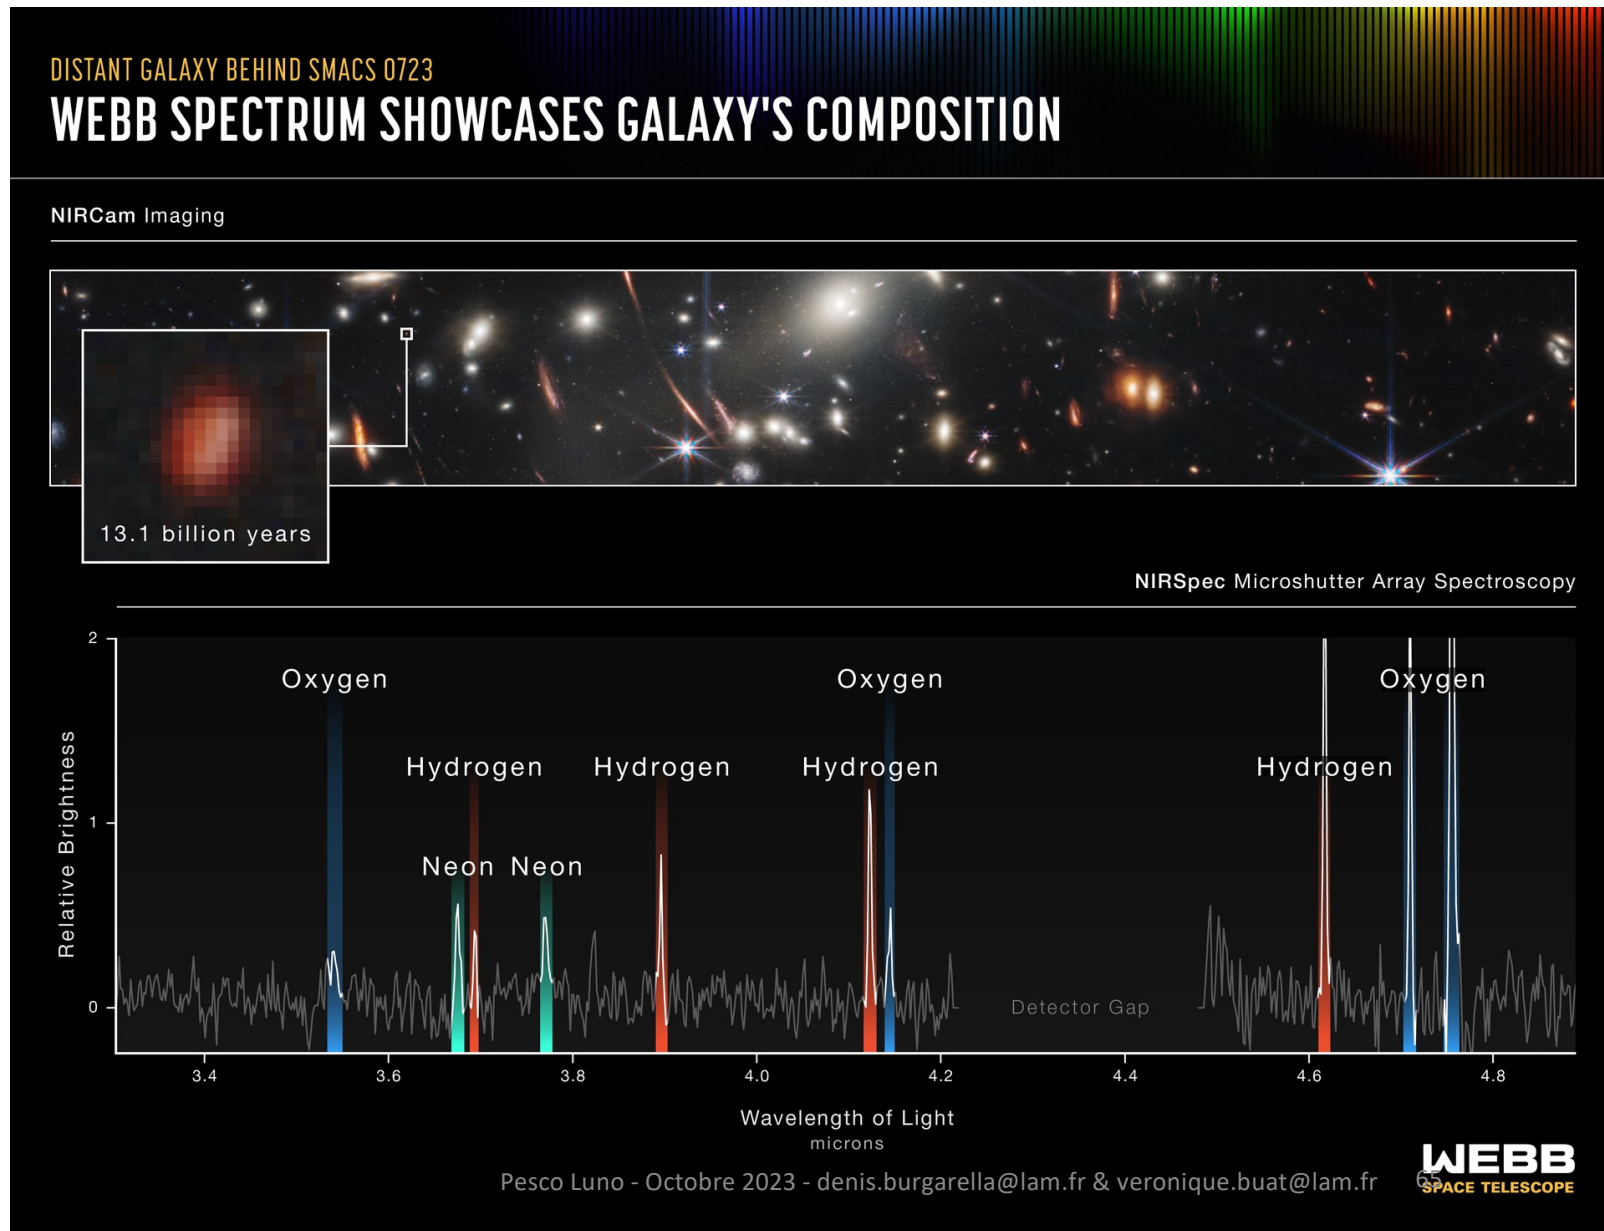 DISTANT GALAXY BEHIND SMACS 0723
WEBB SPECTRUM SHOWCASES GALAXY'S COMPOSITION
NIRCam Imaging
13.1 billion years
NIRSpec Microshutter Array Spectroscopy
2
1
0
Relative Brightness
Oxygen
Oxygen
Oxygen
Hydrogen
Hydrogen
Hydrogen
Hydrogen
Neon
Neon
Detector Gap
3.4
3.6
3.8
4.0
4.2
4.4
4.6
4.8
Wavelength of Light
microns
Pesco Luno - Octobre 2023 - denis.burgarella@lam.fr & veronique.buat@lam.fr
65
WEBB
SPACE TELESCOPE